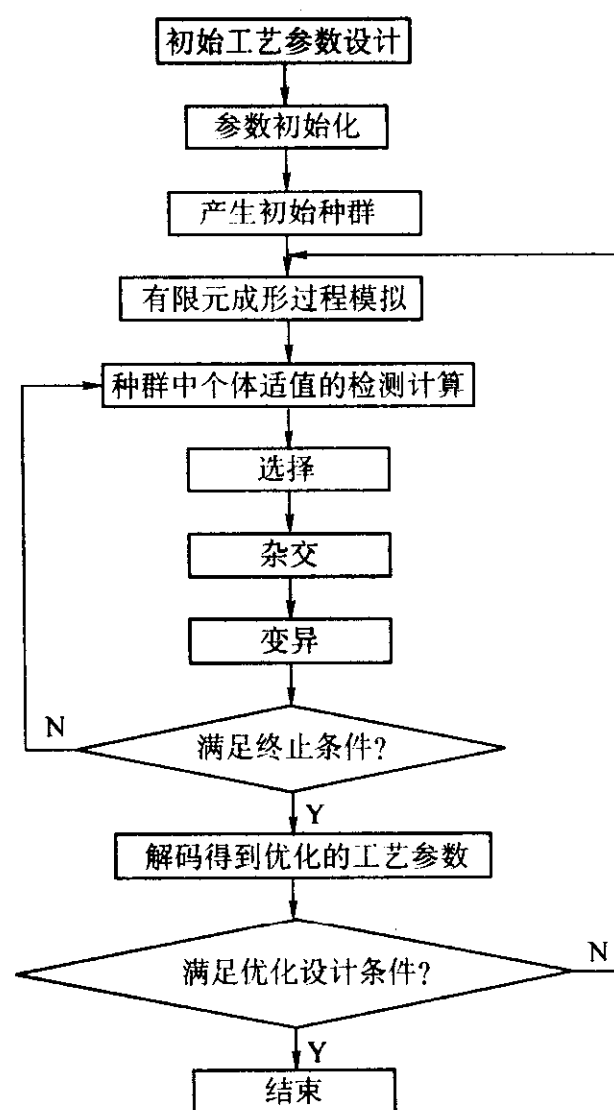 初始工艺参数设计
参数初始化
产生初始种群
有限元成形过程模拟
种群中个体适值的检测计算
选择
杂交
变异
N
满足终止条件?
Y
解码得到优化的工艺参数
N
满足优化设计条件?
Y
结束